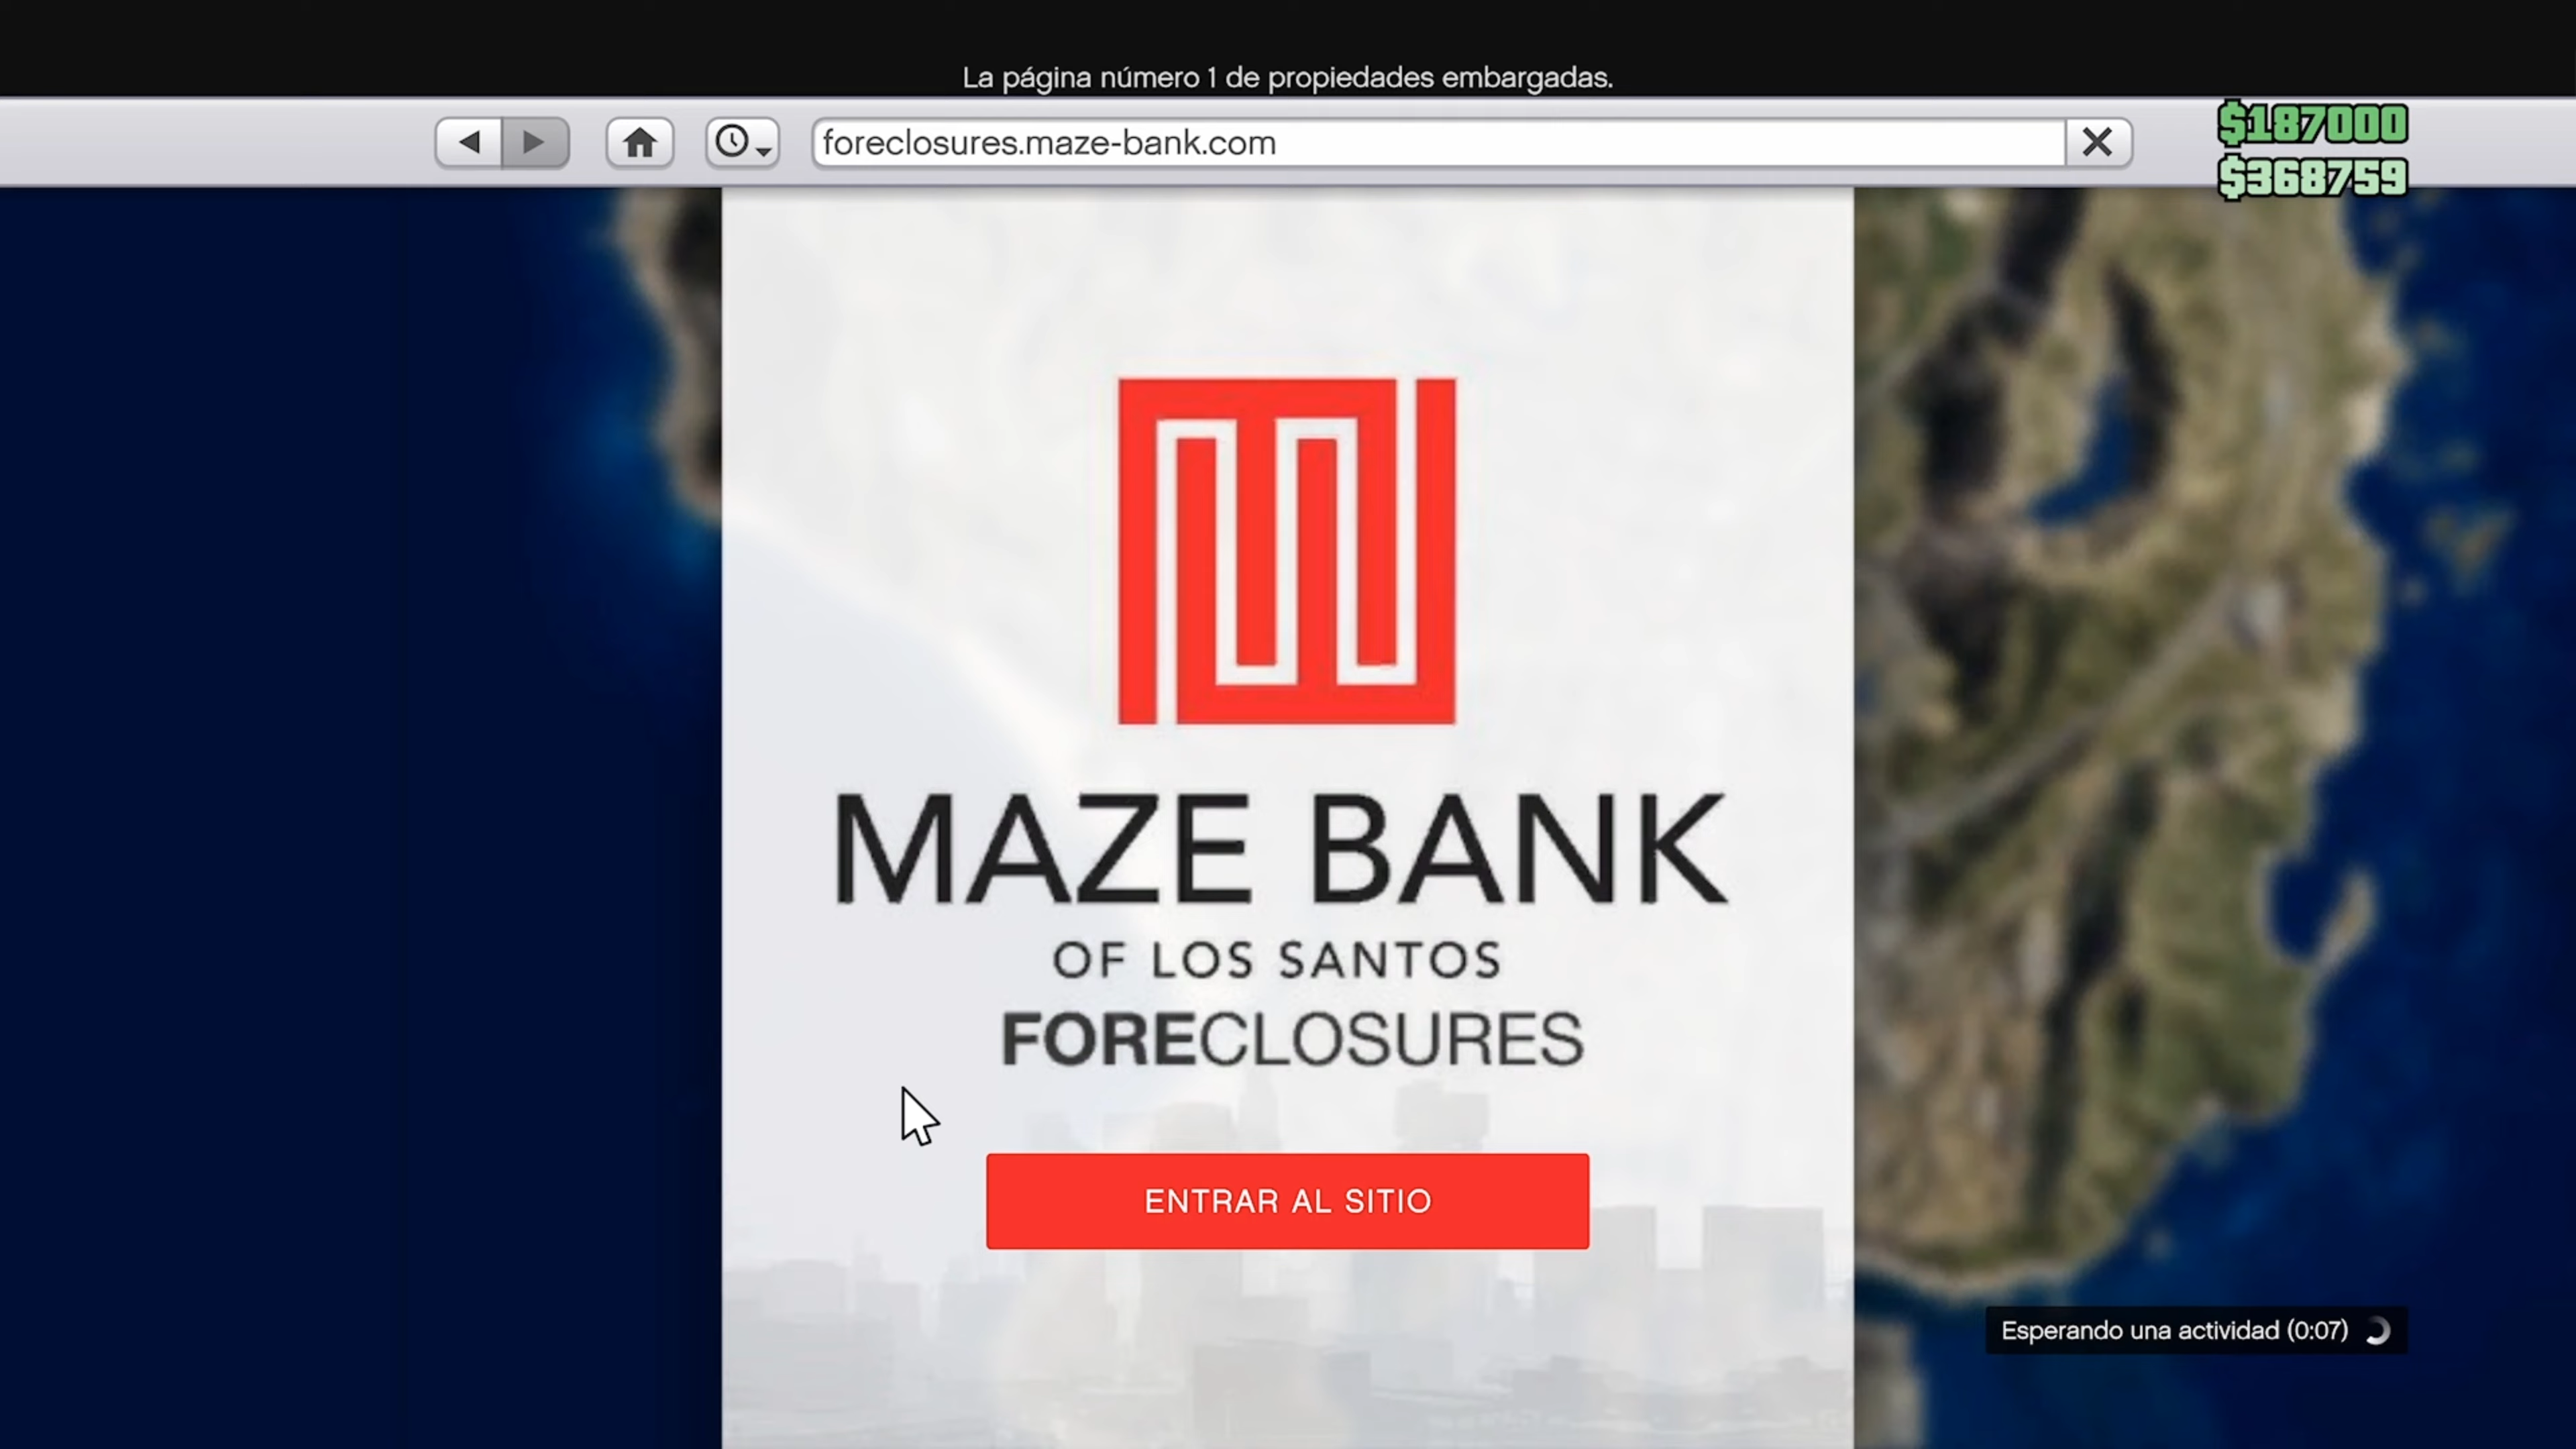 La página número 1 de propiedades embargadas.
foreclosures.maze-bank.com
$187000
$368759
MAZE BANK
OF LOS SANTOS
FORECLOSURES
ENTRAR AL SITIO
Esperando una actividad (0:07)